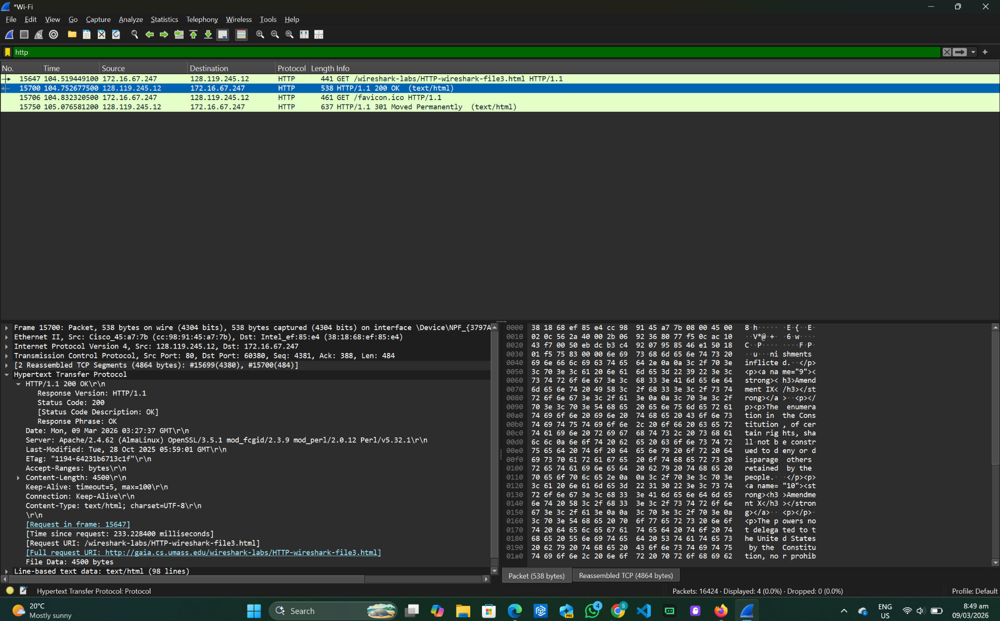 *Wi-Fi
File Edit View Go Capture Analyze Statistics Telephony Wireless Tools Help
http
No. Time Source Destination Protocol Length Info
15647 104.519449100 172.16.67.247 128.119.245.12 HTTP 441 GET /wireshark-labs/HTTP-wireshark-file3.html HTTP/1.1
15700 104.752677500 128.119.245.12 172.16.67.247 HTTP 538 HTTP/1.1 200 OK (text/html)
15706 104.832320500 172.16.67.247 128.119.245.12 HTTP 461 GET /favicon.ico HTTP/1.1
15750 105.076581200 128.119.245.12 172.16.67.247 HTTP 637 HTTP/1.1 301 Moved Permanently (text/html)
Frame 15700: Packet, 538 bytes on wire (4304 bits), 538 bytes captured (4304 bits) on interface \Device\NPF_{3797A
Ethernet II, Src: Cisco_45:a7:7b (cc:98:91:45:a7:7b), Dst: Intel_ef:85:e4 (38:18:68:ef:85:e4)
Internet Protocol Version 4, Src: 128.119.245.12, Dst: 172.16.67.247
Transmission Control Protocol, Src Port: 80, Dst Port: 60380, Seq: 4381, Ack: 388, Len: 484
[2 Reassembled TCP Segments (4864 bytes): #15699(4380), #15700(484)]
Hypertext Transfer Protocol
HTTP/1.1 200 OK\r\n
Response Version: HTTP/1.1
Status Code: 200
[Status Code Description: OK]
Response Phrase: OK
Date: Mon, 09 Mar 2026 03:27:37 GMT\r\n
Server: Apache/2.4.62 (AlmaLinux) OpenSSL/3.5.1 mod_fcgid/2.3.9 mod_perl/2.0.12 Perl/v5.32.1\r\n
Last-Modified: Tue, 28 Oct 2025 05:59:01 GMT\r\n
ETag: "1194-64231b6713c1f"\r\n
Accept-Ranges: bytes\r\n
Content-Length: 4500\r\n
Keep-Alive: timeout=5, max=100\r\n
Connection: Keep-Alive\r\n
Content-Type: text/html; charset=UTF-8\r\n
\r\n
[Request in frame: 15647]
[Time since request: 233.228400 milliseconds]
[Request URI: /wireshark-labs/HTTP-wireshark-file3.html]
[Full request URI: http://gaia.cs.umass.edu/wireshark-labs/HTTP-wireshark-file3.html]
File Data: 4500 bytes
Line-based text data: text/html (98 lines)
0000 38 18 68 ef 85 e4 cc 98 91 45 a7 7b 08 00 45 00 8·h····· ·E·{··E·
0010 02 0c 56 2a 40 00 2b 06 92 36 80 77 f5 0c ac 10 ··V*@·+· ·6·w····
0020 43 f7 00 50 eb dc b3 c4 92 07 95 85 46 e1 50 18 C··P···· ····F·P·
0030 01 f5 75 83 00 00 6e 69 73 68 6d 65 6e 74 73 20 ··u···ni shments
0040 69 6e 66 6c 69 63 74 65 64 2e 0a 0a 3c 2f 70 3e inflicte d.··</p>
0050 3c 70 3e 3c 61 20 6e 61 6d 65 3d 22 39 22 3e 3c <p><a na me="9"><
0060 73 74 72 6f 6e 67 3e 3c 68 33 3e 41 6d 65 6e 64 strong>< h3>Amend
0070 6d 65 6e 74 20 49 58 3c 2f 68 33 3e 3c 2f 73 74 ment IX< /h3></st
0080 72 6f 6e 67 3e 3c 2f 61 3e 0a 0a 3c 70 3e 3c 2f rong></a >··<p></
0090 70 3e 3c 70 3e 54 68 65 20 65 6e 75 6d 65 72 61 p><p>The enumera
00a0 74 69 6f 6e 20 69 6e 20 74 68 65 20 43 6f 6e 73 tion in the Cons
00b0 74 69 74 75 74 69 6f 6e 2c 20 6f 66 20 63 65 72 titution , of cer
00c0 74 61 69 6e 20 72 69 67 68 74 73 2c 20 73 68 61 tain rig hts, sha
00d0 6c 6c 0a 6e 6f 74 20 62 65 20 63 6f 6e 73 74 72 ll·not b e constr
00e0 75 65 64 20 74 6f 20 64 65 6e 79 20 6f 72 20 64 ued to d eny or d
00f0 69 73 70 61 72 61 67 65 20 6f 74 68 65 72 73 20 isparage others
0100 72 65 74 61 69 6e 65 64 20 62 79 20 74 68 65 20 retained by the
0110 70 65 6f 70 6c 65 2e 0a 0a 3c 2f 70 3e 3c 70 3e people.· ·</p><p>
0120 3c 61 20 6e 61 6d 65 3d 22 31 30 22 3e 3c 73 74 <a name= "10"><st
0130 72 6f 6e 67 3e 3c 68 33 3e 41 6d 65 6e 64 6d 65 rong><h3 >Amendme
0140 6e 74 20 58 3c 2f 68 33 3e 3c 2f 73 74 72 6f 6e nt X</h3 ></stron
0150 67 3e 3c 2f 61 3e 0a 0a 3c 70 3e 3c 2f 70 3e 0a g></a>·· <p></p>·
0160 3c 70 3e 54 68 65 20 70 6f 77 65 72 73 20 6e 6f <p>The p owers no
0170 74 20 64 65 6c 65 67 61 74 65 64 20 74 6f 20 74 t delega ted to t
0180 68 65 20 55 6e 69 74 65 64 20 53 74 61 74 65 73 he Unite d States
0190 20 62 79 20 74 68 65 20 43 6f 6e 73 74 69 74 75 by the Constitu
01a0 74 69 6f 6e 2c 20 6e 6f 72 20 70 72 6f 68 69 62 tion, no r prohib
Packet (538 bytes) Reassembled TCP (4864 bytes)
Hypertext Transfer Protocol: Protocol Packets: 16424 · Displayed: 4 (0.0%) · Dropped: 0 (0.0%) Profile: Default
20°C
Mostly sunny
Search
PRE
4
S
ENG
US
8:49 am
09/03/2026